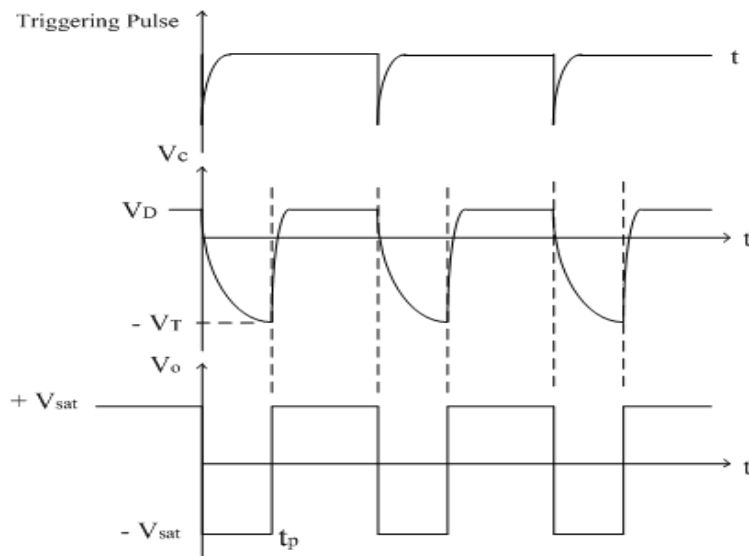 Triggering Pulse
t
Vc
VD
t
- VT
Vo
+ Vsat
t
- Vsat
tp